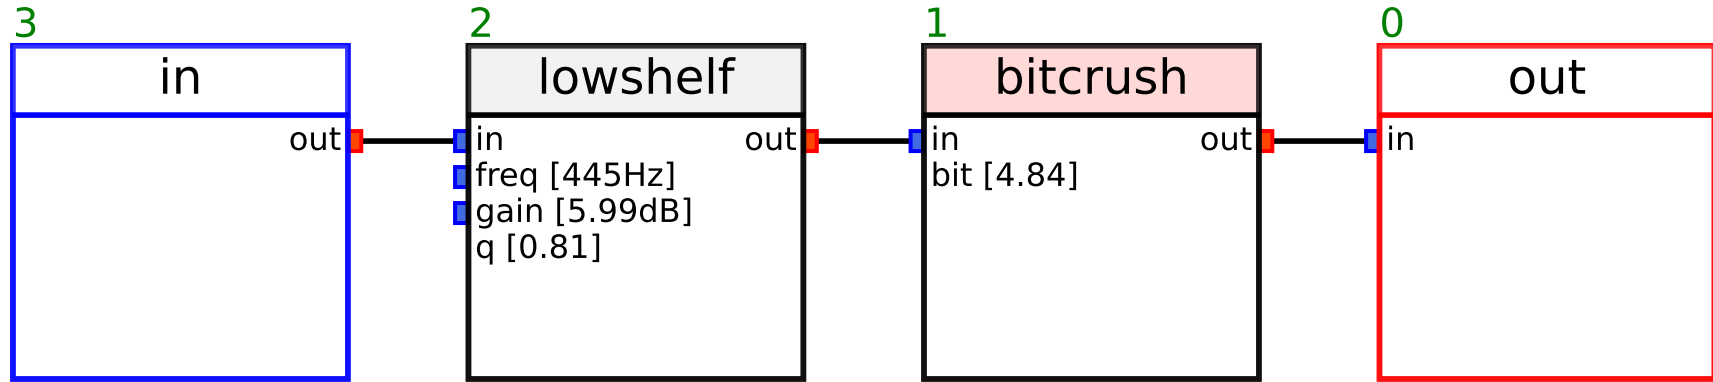 3
in
out
2
lowshelf
in
out
freq [445Hz]
gain [5.99dB]
q [0.81]
1
bitcrush
in
out
bit [4.84]
0
out
in